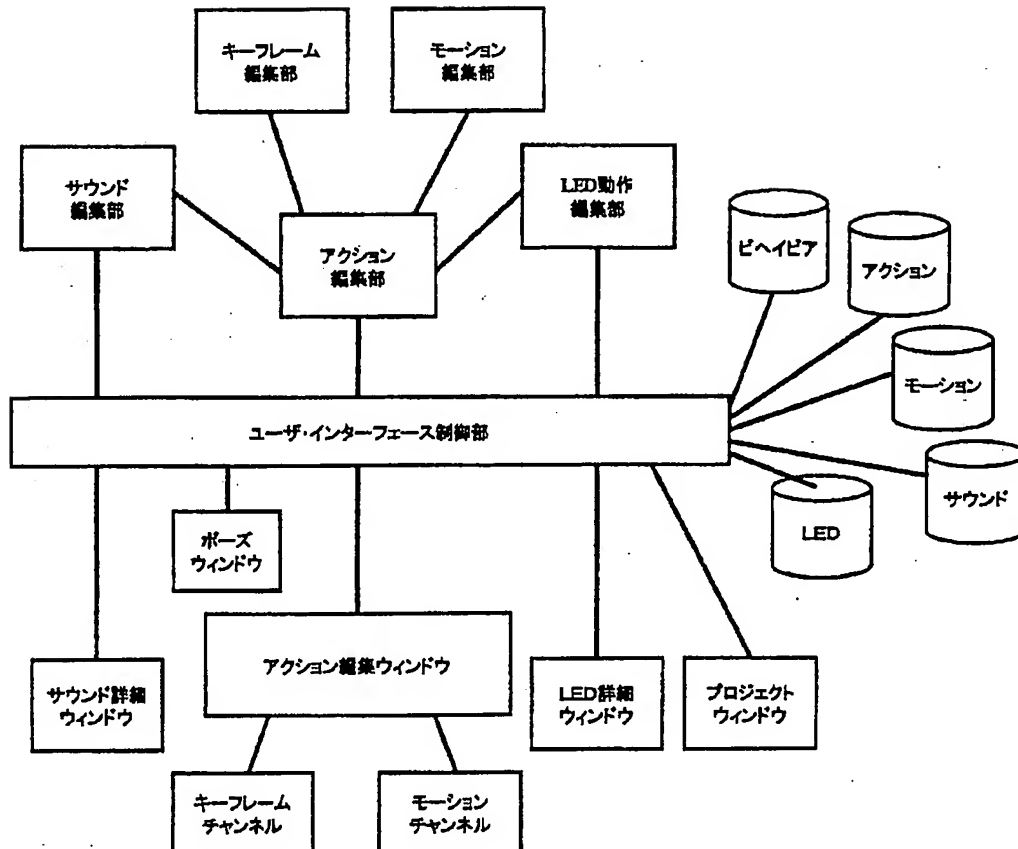 キーフレーム
編集部
モーション
編集部
サウンド
編集部
LED動作
編集部
アクション
編集部
ビヘイビア
アクション
モーション
サウンド
LED
ユーザ・インターフェース制御部
ポーズ
ウィンドウ
アクション編集ウィンドウ
サウンド詳細
ウィンドウ
LED詳細
ウィンドウ
プロジェクト
ウィンドウ
キーフレーム
チャンネル
モーション
チャンネル